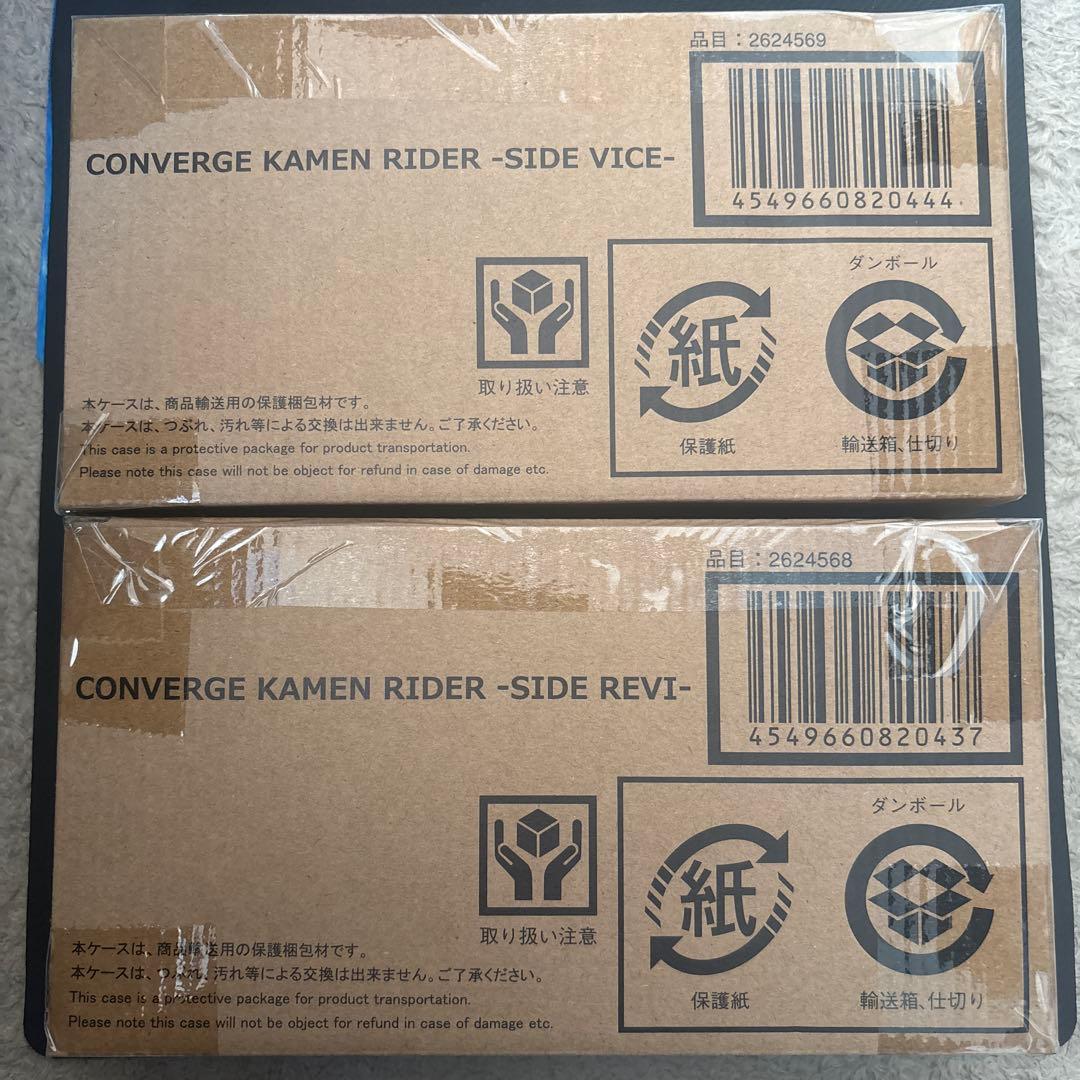 品目：2624569
CONVERGE KAMEN RIDER -SIDE VICE-
4549660820444
ダンボール
紙
取り扱い注意
保護紙
輸送箱、仕切り
本ケースは、商品輸送用の保護梱包材です。
本ケースは、つぶれ、汚れ等による交換は出来ません。ご了承ください。
This case is a protective package for product transportation.
Please note this case will not be object for refund in case of damage etc.
品目：2624568
CONVERGE KAMEN RIDER -SIDE REVI-
4549660820437
ダンボール
紙
取り扱い注意
保護紙
輸送箱、仕切り
本ケースは、商品輸送用の保護梱包材です。
本ケースは、つぶれ、汚れ等による交換は出来ません。ご了承ください。
This case is a protective package for product transportation.
Please note this case will not be object for refund in case of damage etc.